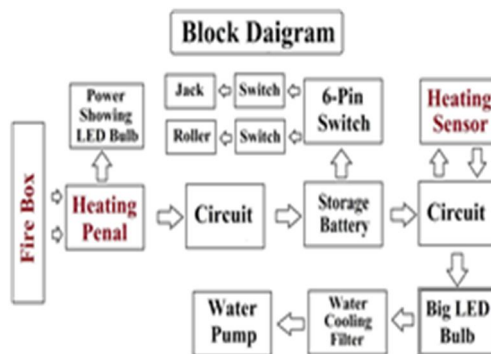 Block Daigram
Power
Showing
LED Bulb
Jack
Switch
Roller
Switch
6-Pin
Switch
Heating
Sensor
Fire Box
Heating
Penal
Circuit
Storage
Battery
Circuit
Water
Pump
Water
Cooling
Filter
Big LED
Bulb